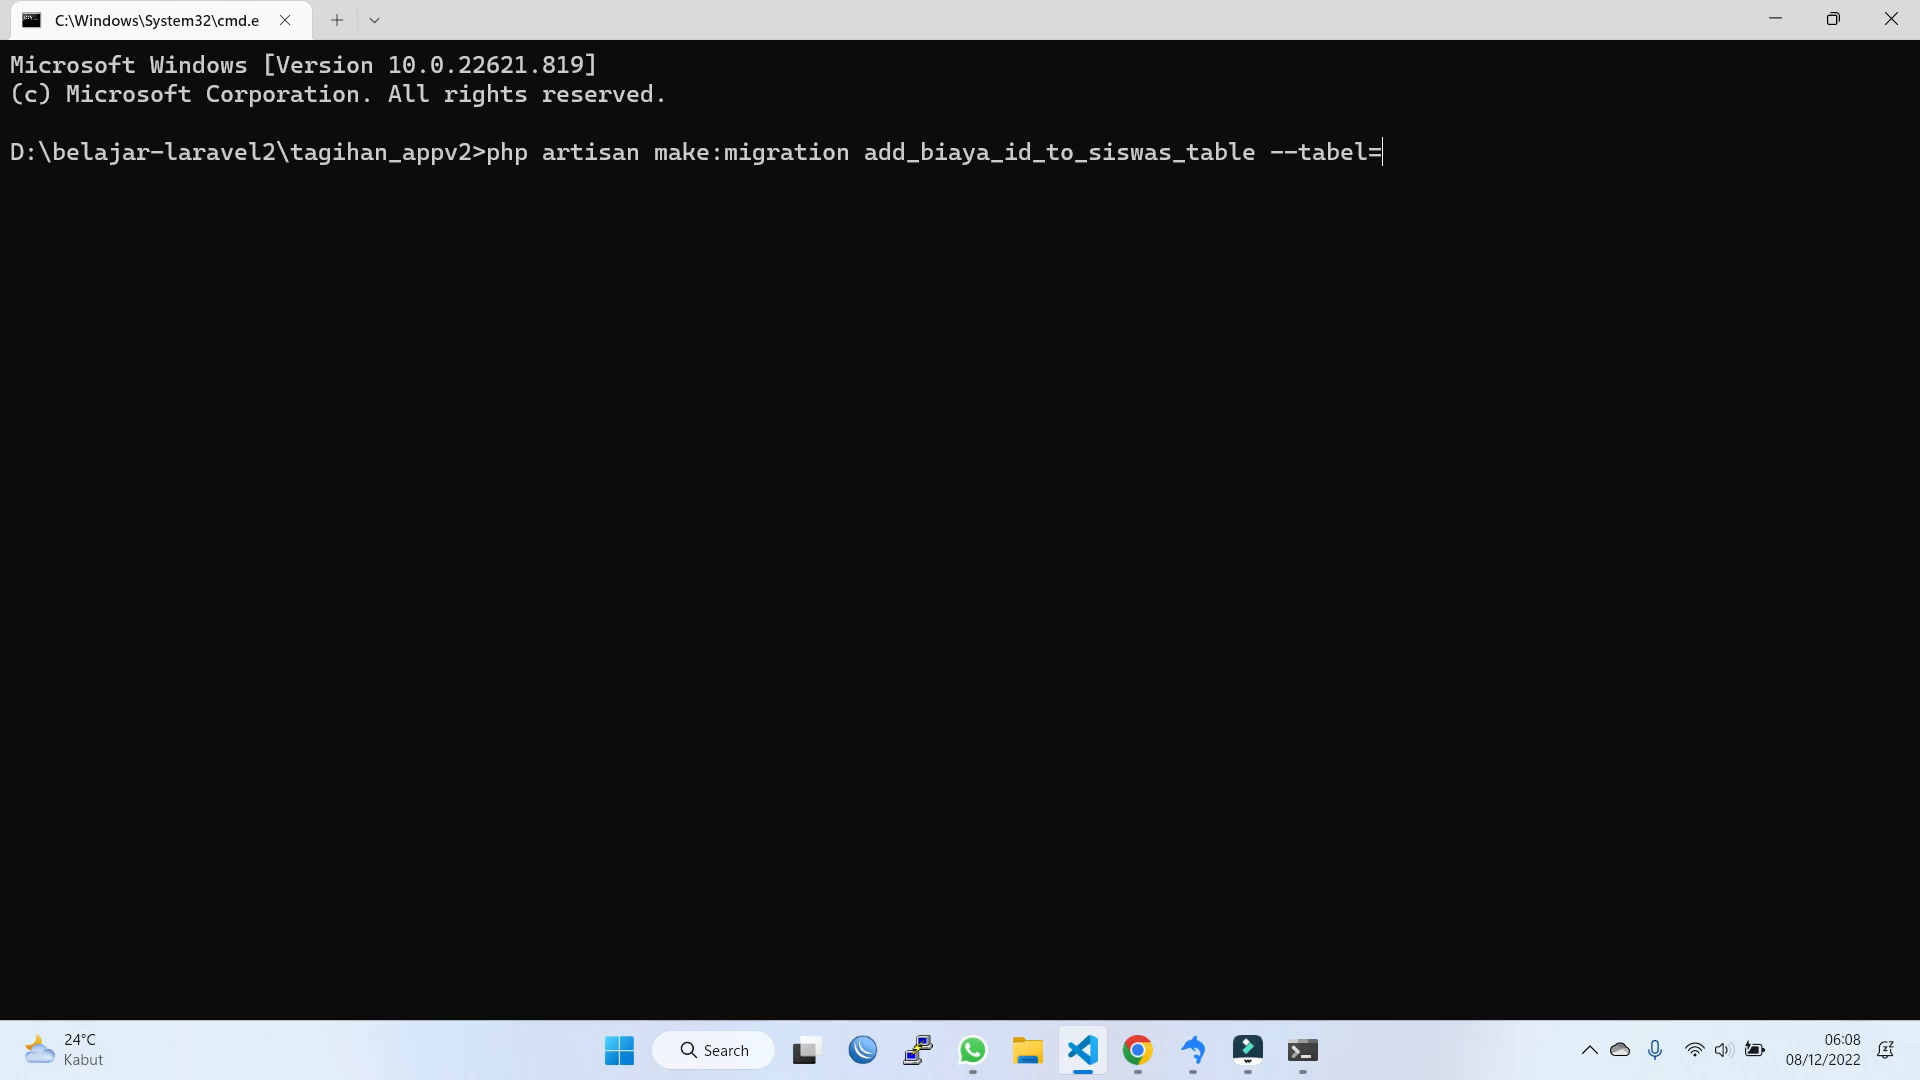 C:\Windows\System32\cmd.e
Microsoft Windows [Version 10.0.22621.819]
(c) Microsoft Corporation. All rights reserved.
D:\belajar-laravel2\tagihan_appv2>php artisan make:migration add_biaya_id_to_siswas_table --tabel=
24°C
Kabut
Search
06:08
08/12/2022